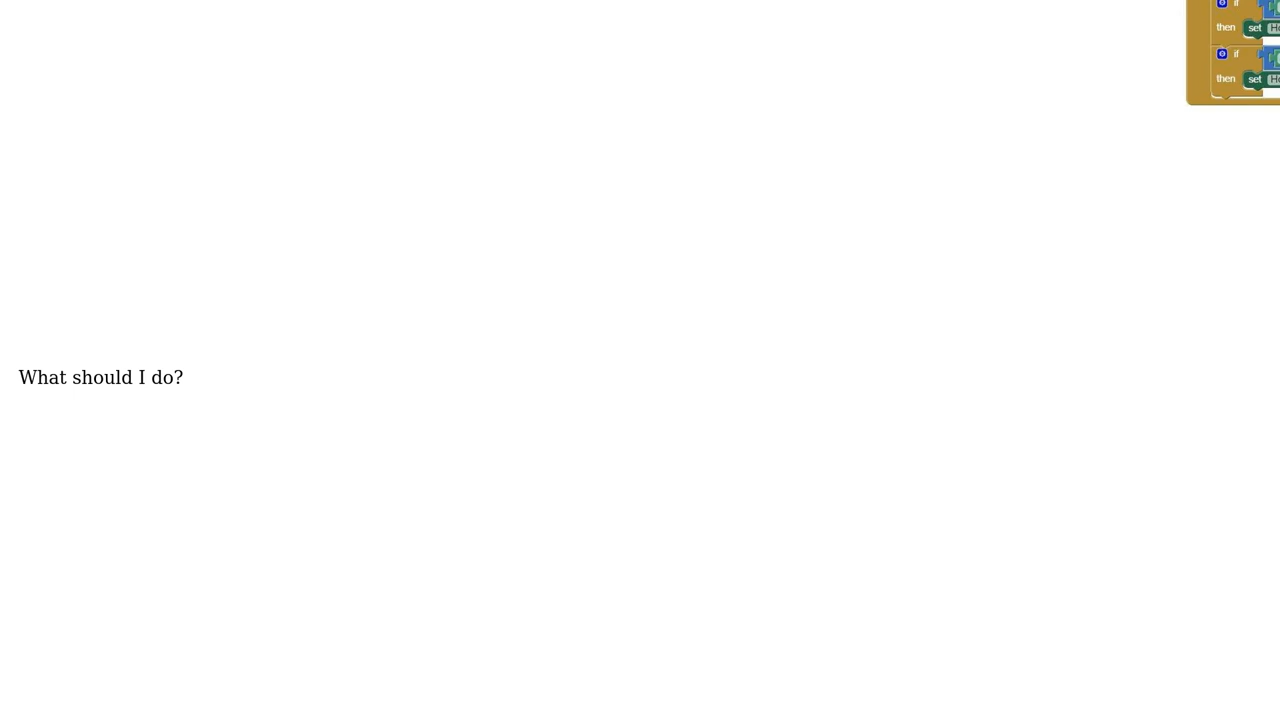 if
then set
if
then set
What should I do?